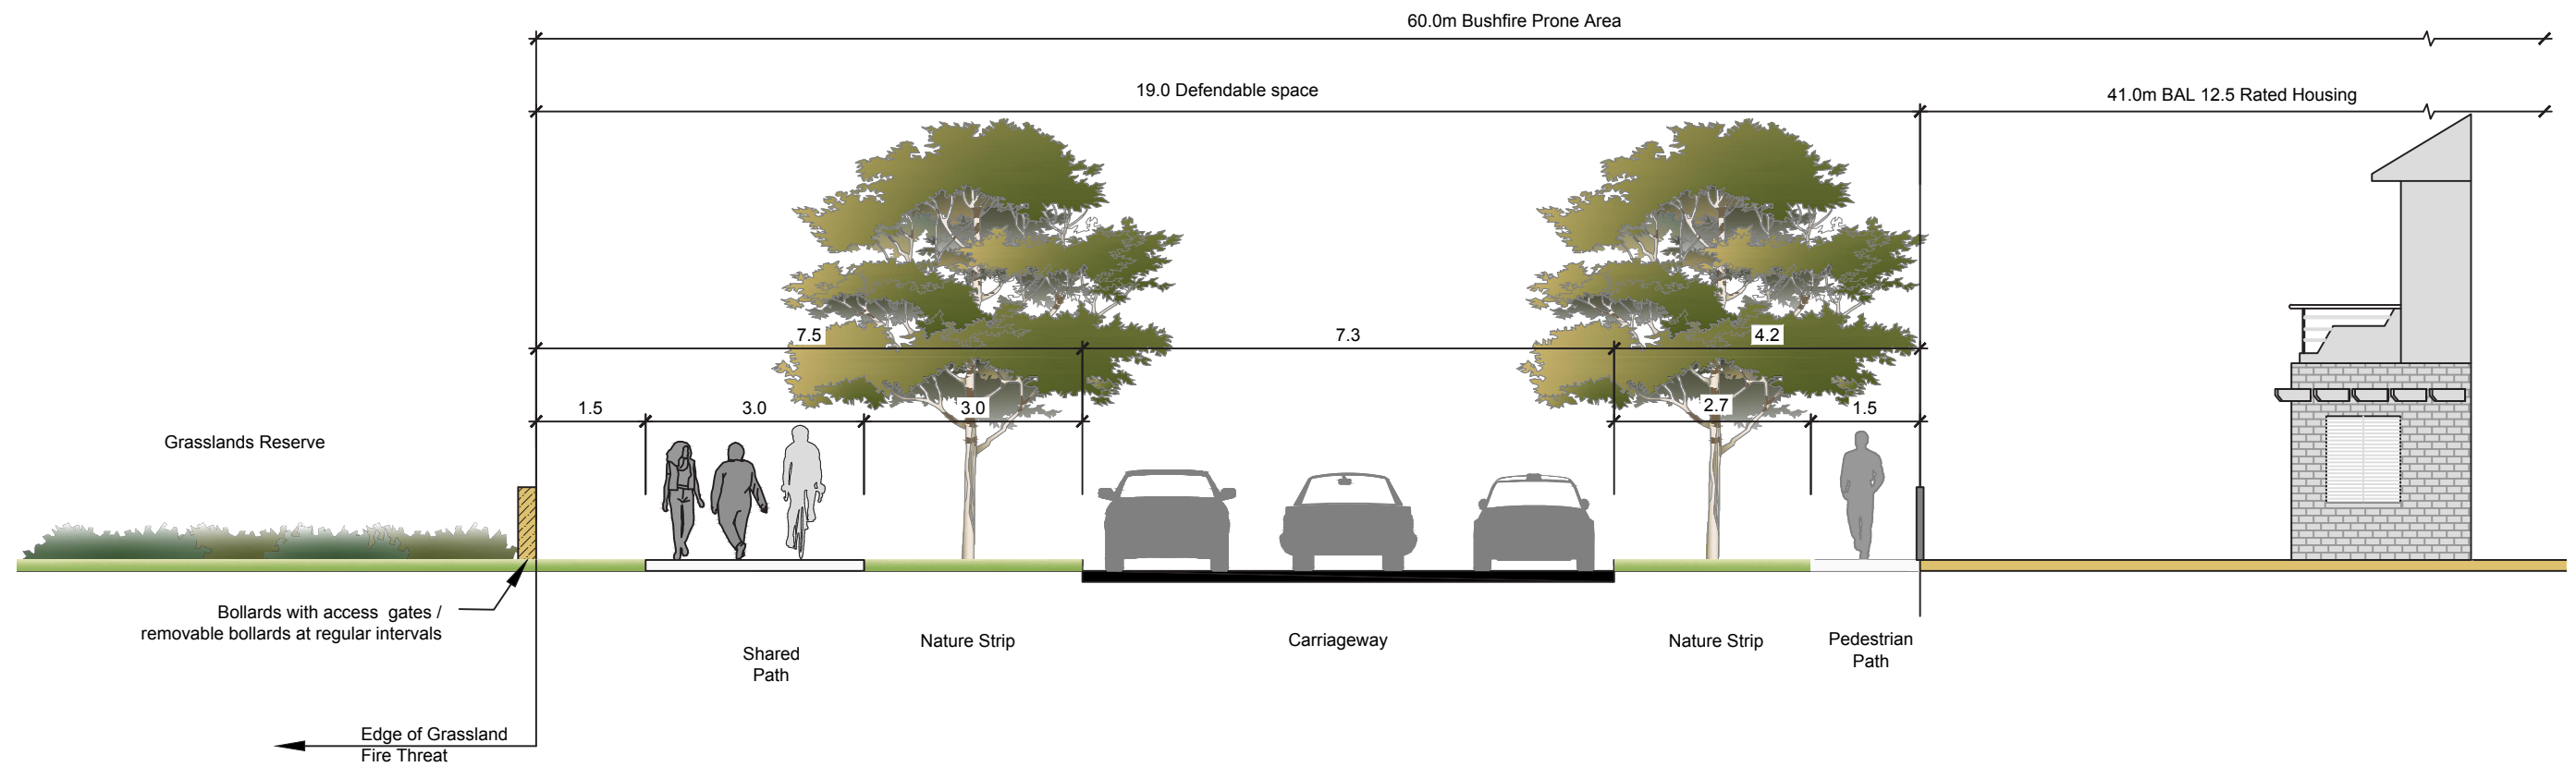 60.0m Bushfire Prone Area
19.0 Defendable space
41.0m BAL 12.5 Rated Housing
7.5
7.3
4.2
1.5
3.0
3.0
2.7
1.5
Grasslands Reserve
Bollards with access gates /
removable bollards at regular intervals
Shared
Path
Nature Strip
Carriageway
Nature Strip
Pedestrian
Path
Edge of Grassland
Fire Threat